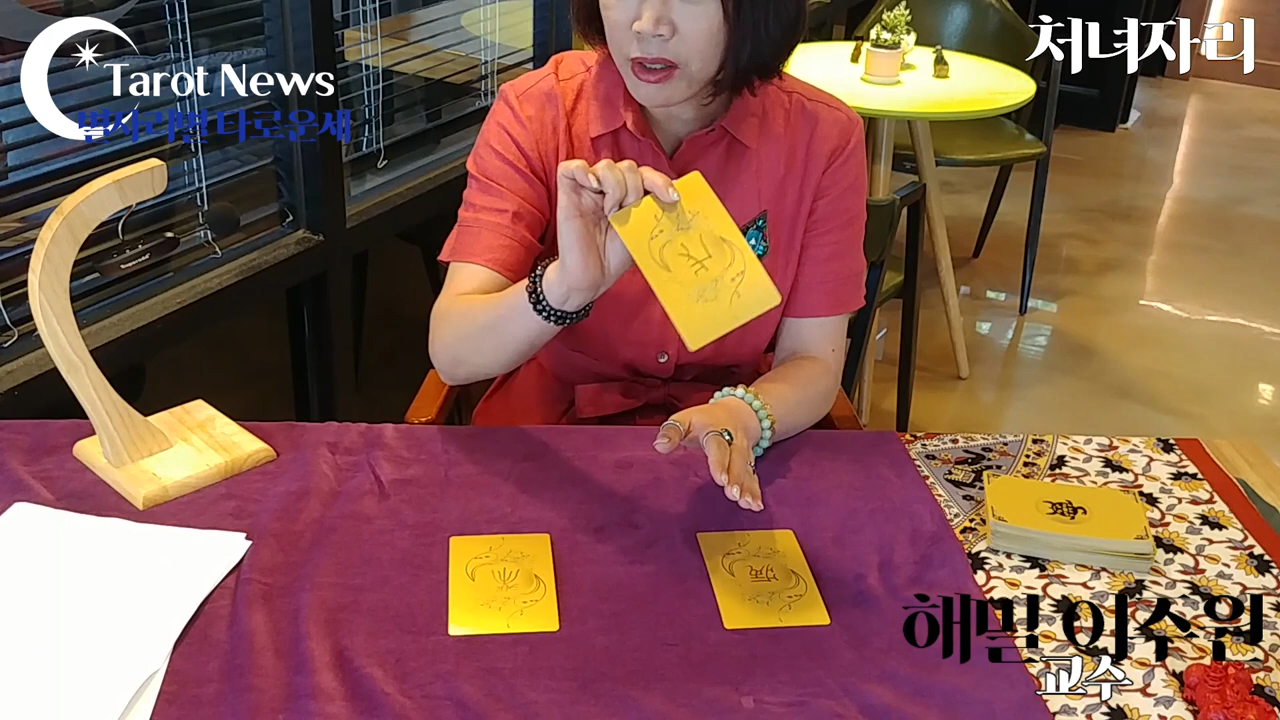 처녀자리
Tarot News
별자리별 타로운세
해밀 이수원
교수